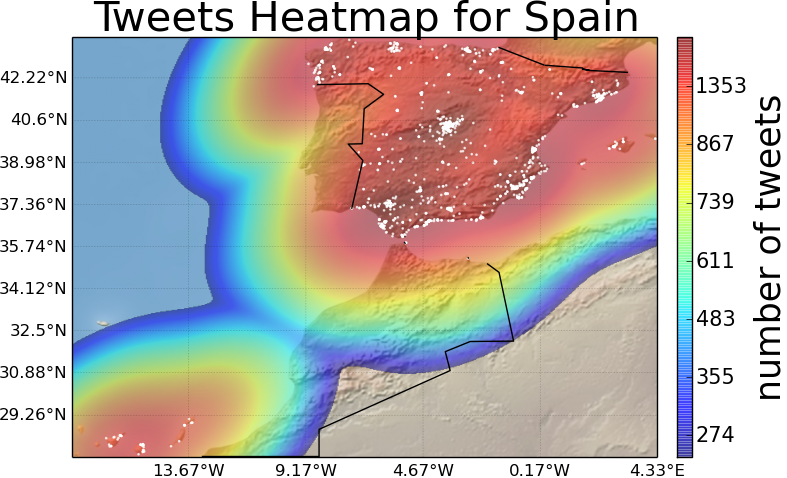 Tweets Heatmap for Spain
42.22°N
40.6°N
38.98°N
37.36°N
35.74°N
34.12°N
32.5°N
30.88°N
29.26°N
13.67°W
9.17°W
4.67°W
0.17°W
4.33°E
1353
867
739
611
483
355
274
number of tweets